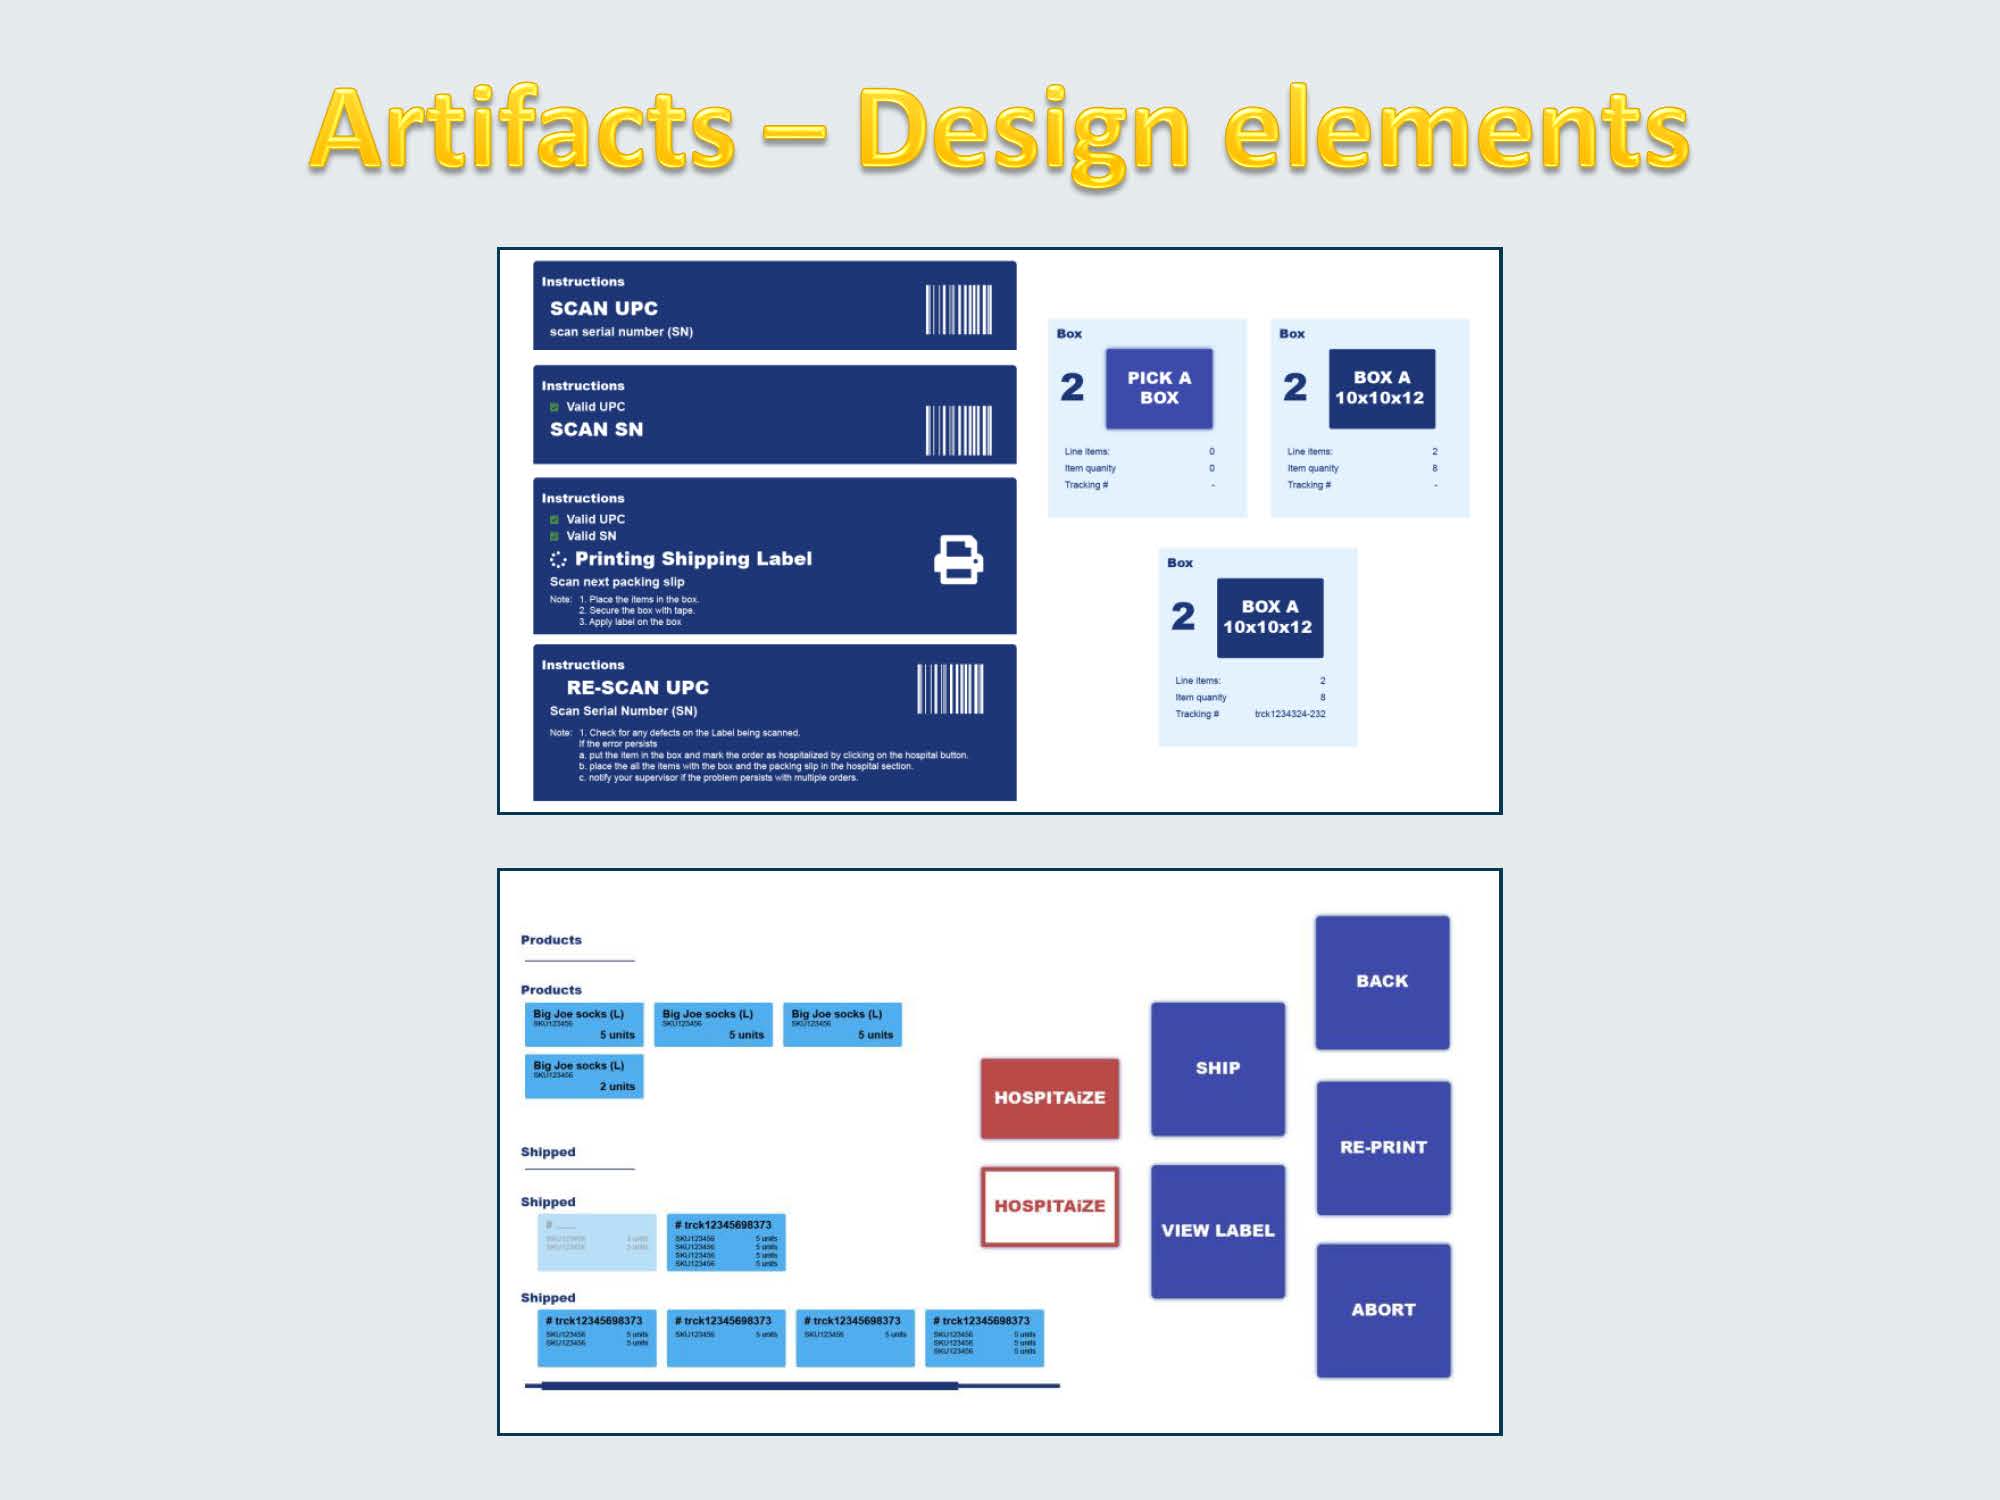 Artifacts – Design elements
Instructions
SCAN UPC
scan serial number (SN)
Instructions
Valid UPC
SCAN SN
Instructions
Valid UPC
Valid SN
Printing Shipping Label
Scan next packing slip
Note: 1. Place the items in the box.
2. Secure the box with tape.
3. Apply label on the box
Instructions
RE-SCAN UPC
Scan Serial Number (SN)
Note: 1. Check for any defects on the Label being scanned.
If the error persists
a. put the item in the box and mark the order as hospitalized by clicking on the hospital button.
b. place the all the items with the box and the packing slip in the hospital section.
c. notify your supervisor if the problem persists with multiple orders.
Box
2
PICK A
BOX
Line items: 0
Item quanity 0
Tracking # -
Box
2
BOX A
10x10x12
Line items: 2
Item quanity 8
Tracking # -
Box
2
BOX A
10x10x12
Line items: 2
Item quanity 8
Tracking # trck1234324-232
Products
Products
Big Joe socks (L)
SKU123456
5 units
Big Joe socks (L)
SKU123456
5 units
Big Joe socks (L)
SKU123456
5 units
Big Joe socks (L)
SKU123456
2 units
Shipped
Shipped
# ......
SKU123456 5 units
SKU123456 5 units
# trck12345698373
SKU123456 5 units
SKU123456 5 units
SKU123456 5 units
SKU123456 5 units
Shipped
# trck12345698373
SKU123456 5 units
SKU123456 5 units
# trck12345698373
SKU123456 5 units
# trck12345698373
SKU123456 5 units
# trck12345698373
SKU123456 5 units
SKU123456 5 units
SKU123456 5 units
HOSPITAiZE
HOSPITAiZE
SHIP
VIEW LABEL
BACK
RE-PRINT
ABORT